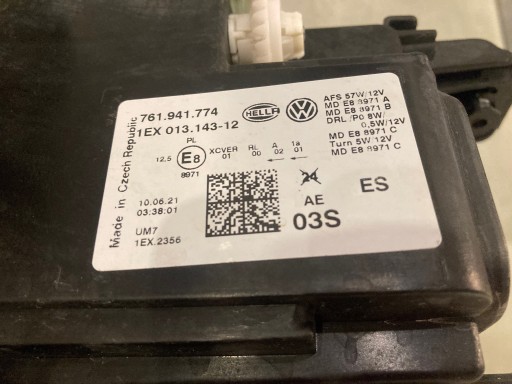 761.941.774
1EX 013.143-12
HELLA
AFS 57W/12V
MD E8 8971 A
MD E8 8971 B
DRL /P0 8W/
0,5W/12V
MD E8 8971 C
Turn 5W/12V
MD E8 8971 C
PL
12,5
E8
8971
XCVER
01
RL
00
A
02
1a
01
Made in Czech Republic
10.06.21
03:38:01
UM7
1EX.2356
24
AE
03S
ES